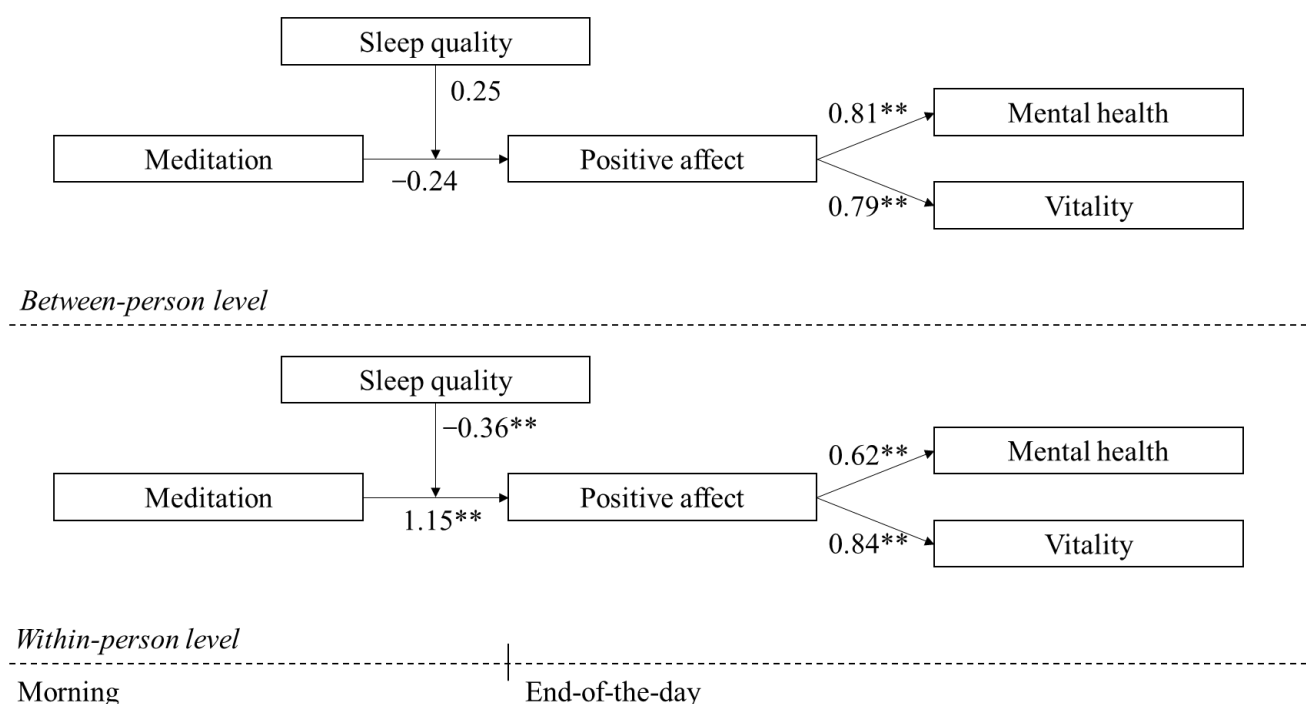 Sleep quality
0.25
0.81**
Mental health
Meditation
Positive affect
−0.24
0.79**
Vitality
Between-person level
Sleep quality
−0.36**
0.62**
Mental health
Meditation
Positive affect
1.15**
0.84**
Vitality
Within-person level
Morning
End-of-the-day